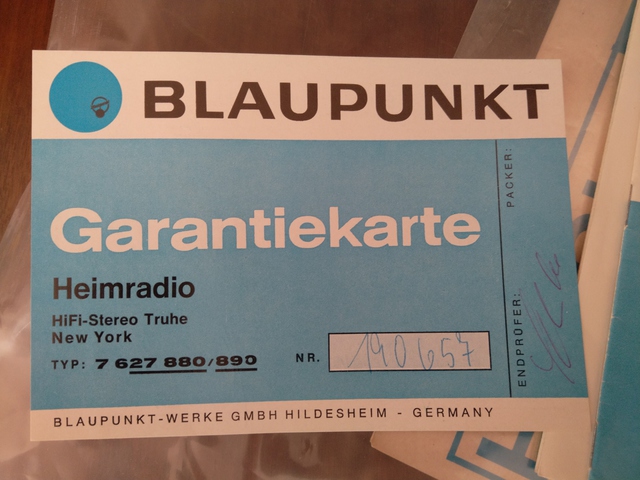 BLAUPUNKT
Garantiekarte
Heimradio
HiFi-Stereo Truhe
New York
TYP: 7 627 880/890
NR. 140657
BLAUPUNKT-WERKE GMBH HILDESHEIM - GERMANY
PACKER:
ENDPRÜFER: